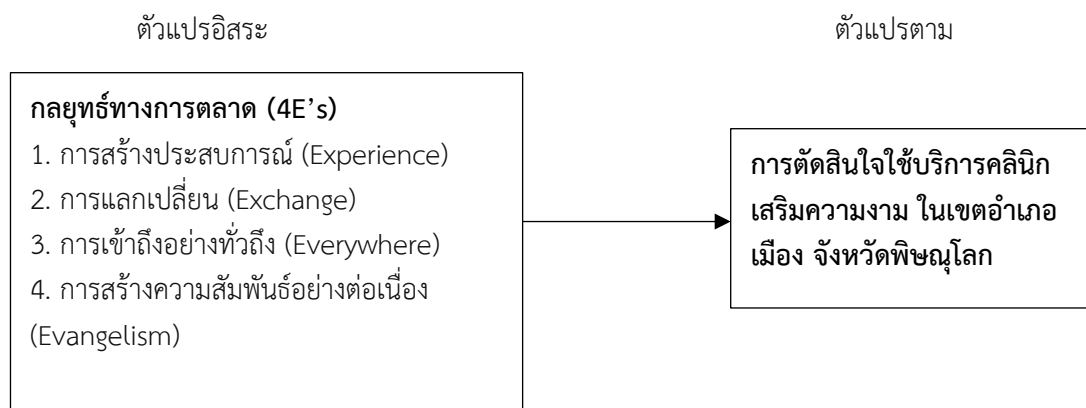 ตัวแปรอิสระ
ตัวแปรตาม
กลยุทธ์ทางการตลาด (4E’s)
1. การสร้างประสบการณ์ (Experience)
2. การแลกเปลี่ยน (Exchange)
3. การเข้าถึงอย่างทั่วถึง (Everywhere)
4. การสร้างความสัมพันธ์อย่างต่อเนื่อง
(Evangelism)
การตัดสินใจใช้บริการคลินิก
เสริมความงาม ในเขตอำเภอ
เมือง จังหวัดพิษณุโลก